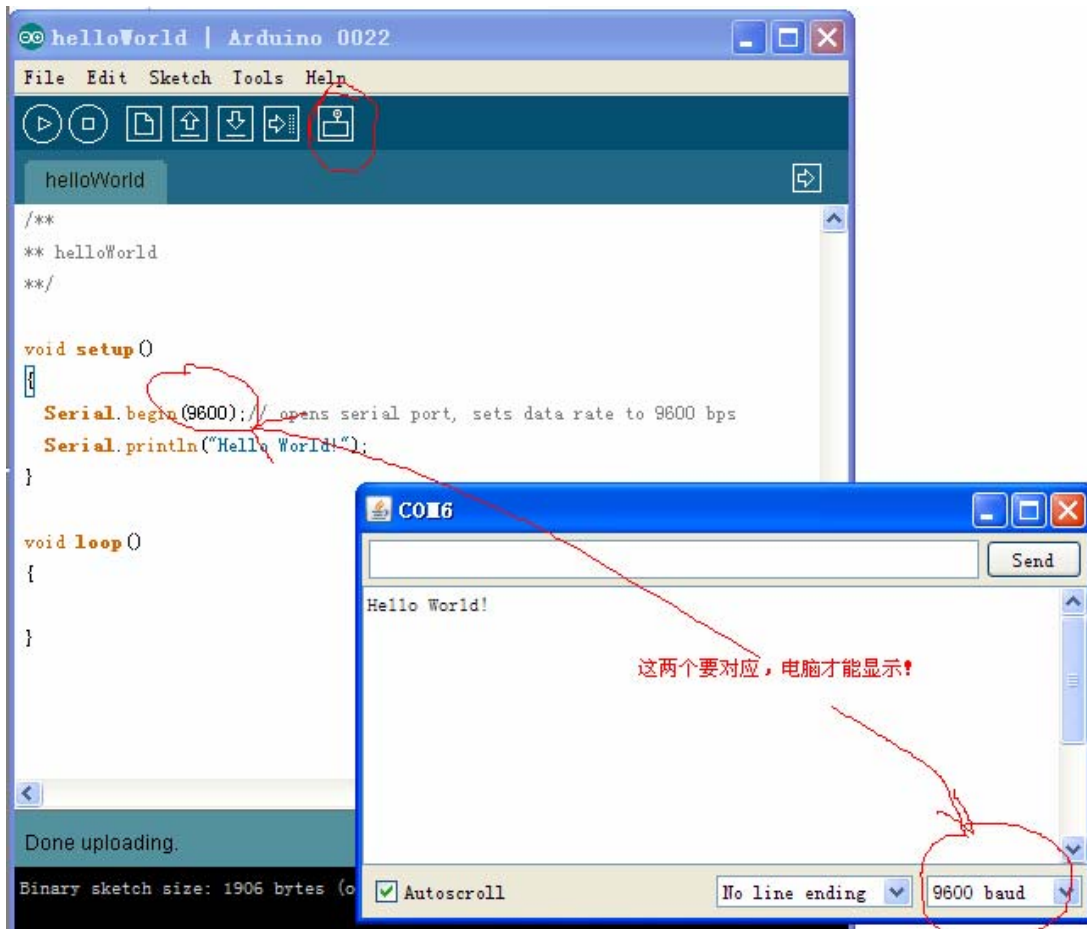 helloWorld | Arduino 0022
File Edit Sketch Tools Help
helloWorld
/**
** helloWorld
**/
void setup()
{
Serial.begin(9600);// opens serial port, sets data rate to 9600 bps
Serial.println("Hello World!");
}
void loop()
{
}
COM6
Send
Hello World!
这两个要对应，电脑才能显示!
Done uploading.
Binary sketch size: 1906 bytes (o
Autoscroll
No line ending
9600 baud